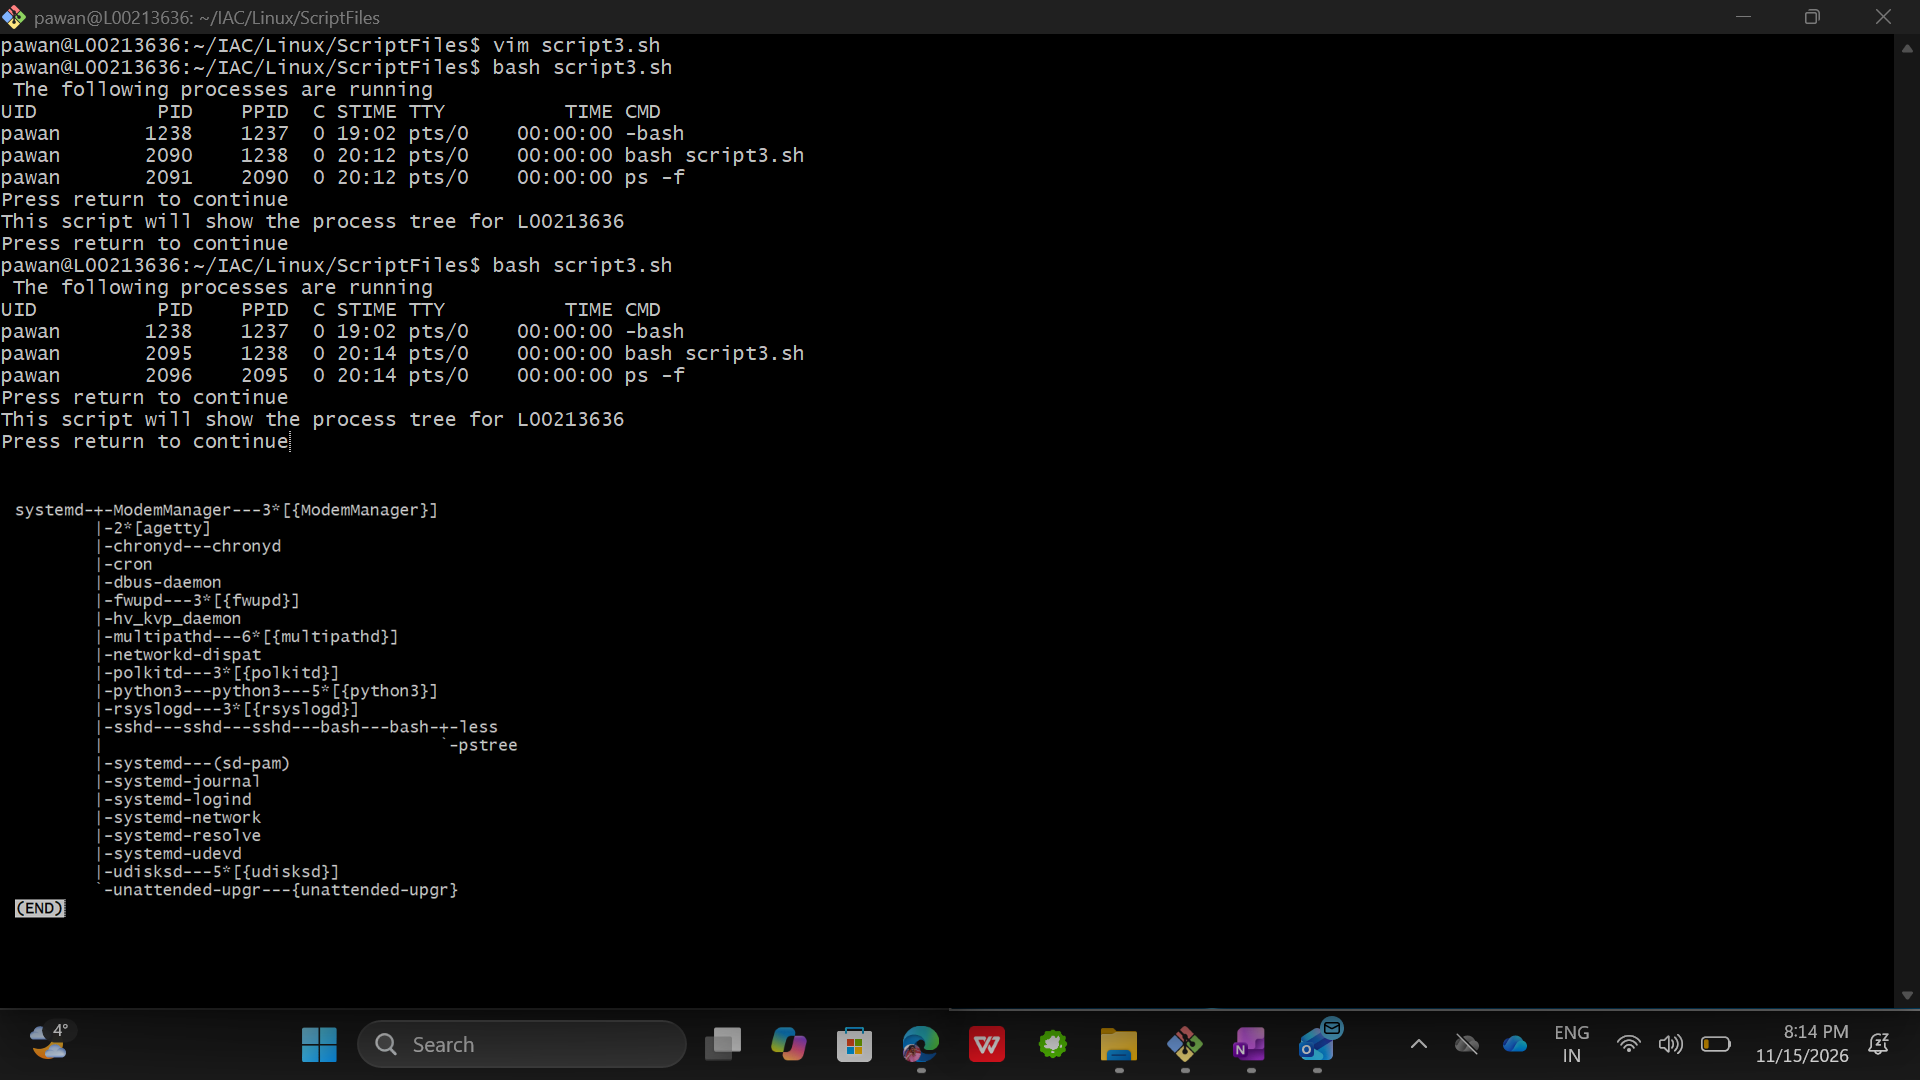 pawan@L00213636: ~/IAC/Linux/ScriptFiles
pawan@L00213636:~/IAC/Linux/ScriptFiles$ vim script3.sh
pawan@L00213636:~/IAC/Linux/ScriptFiles$ bash script3.sh
 The following processes are running
UID          PID    PPID  C STIME TTY          TIME CMD
pawan       1238    1237  0 19:02 pts/0    00:00:00 -bash
pawan       2090    1238  0 20:12 pts/0    00:00:00 bash script3.sh
pawan       2091    2090  0 20:12 pts/0    00:00:00 ps -f
Press return to continue
This script will show the process tree for L00213636
Press return to continue
pawan@L00213636:~/IAC/Linux/ScriptFiles$ bash script3.sh
 The following processes are running
UID          PID    PPID  C STIME TTY          TIME CMD
pawan       1238    1237  0 19:02 pts/0    00:00:00 -bash
pawan       2095    1238  0 20:14 pts/0    00:00:00 bash script3.sh
pawan       2096    2095  0 20:14 pts/0    00:00:00 ps -f
Press return to continue
This script will show the process tree for L00213636
Press return to continue
systemd-+-ModemManager---3*[{ModemManager}]
        |-2*[agetty]
        |-chronyd---chronyd
        |-cron
        |-dbus-daemon
        |-fwupd---3*[{fwupd}]
        |-hv_kvp_daemon
        |-multipathd---6*[{multipathd}]
        |-networkd-dispat
        |-polkitd---3*[{polkitd}]
        |-python3---python3---5*[{python3}]
        |-rsyslogd---3*[{rsyslogd}]
        |-sshd---sshd---sshd---bash---bash-+-less
        |                                  `-pstree
        |-systemd---(sd-pam)
        |-systemd-journal
        |-systemd-logind
        |-systemd-network
        |-systemd-resolve
        |-systemd-udevd
        |-udisksd---5*[{udisksd}]
        `-unattended-upgr---{unattended-upgr}
(END)
4°
Search
ENG
IN
8:14 PM
11/15/2026